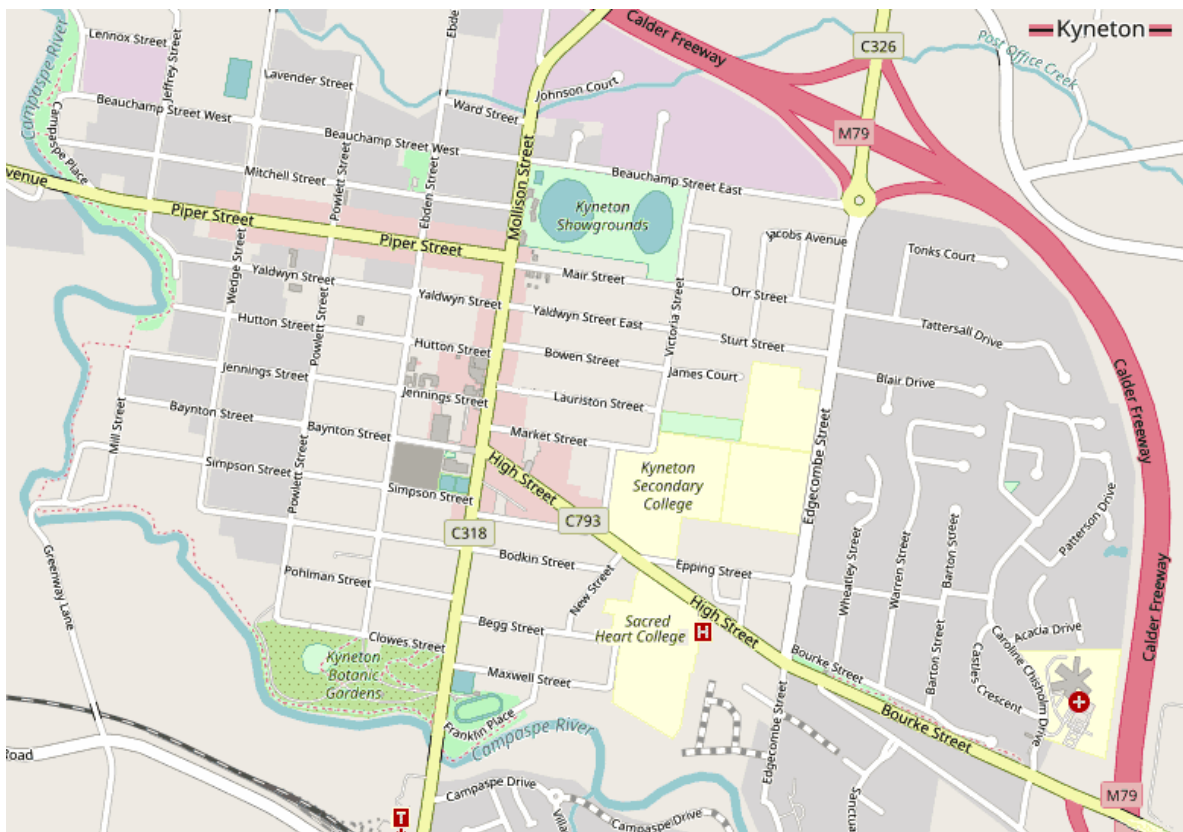 Kyneton
Calder Freeway
C326
Post Office Creek
Lennox Street
Jeffrey Street
Campaspe River
Lavender Street
Ward Street
Johnson Court
Campaspe Place
Beauchamp Street West
Beauchamp Street West
Beauchamp Street East
M79
Mitchell Street
Powlett Street
Ebden Street
Mollison Street
Kyneton
Showgrounds
Piper Street
Piper Street
Jacobs Avenue
Tonks Court
Wedge Street
Yaldwyn Street
Yaldwyn Street
Yaldwyn Street East
Mair Street
Orr Street
Victoria Street
Sturt Street
Tattersall Drive
Hutton Street
Hutton Street
Powlett Street
Bowen Street
James Court
Blair Drive
Calder Freeway
Jennings Street
Jennings Street
Lauriston Street
Baynton Street
Baynton Street
Market Street
Mill Street
Edgecombe Street
Simpson Street
Simpson Street
Powlett Street
High Street
Kyneton
Secondary
College
C793
C318
Patterson Drive
Barton Street
Warren Street
Wheatley Street
Greenway Lane
Bodkin Street
Epping Street
Pohlman Street
New Street
High Street
Calder Freeway
Begg Street
Sacred
Heart College
H
Acacia Drive
Caroline Chisholm Drive
Clowes Street
Kyneton
Botanic
Gardens
Maxwell Street
Bourke Street
Barton Street
Castles Crescent
Franklin Place
Campaspe River
Bourke Street
Edgecombe Street
Road
Campaspe Drive
Campaspe Drive
M79
T